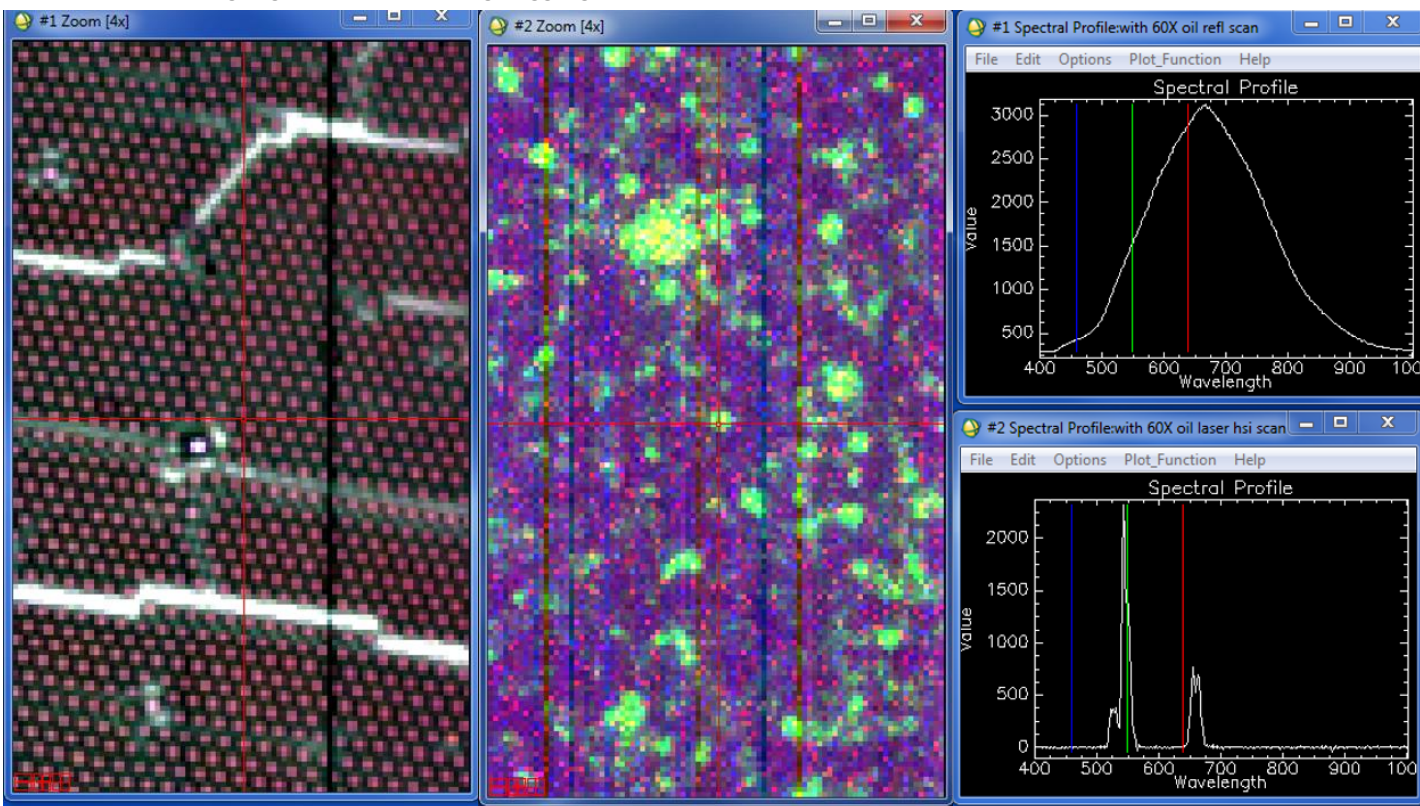 #1 Zoom [4x]
#2 Zoom [4x]
#1 Spectral Profile:with 60X oil refl scan
File Edit Options Plot_Function Help
Spectral Profile
3000
2500
2000
1500
1000
500
Value
400 500 600 700 800 900 100
Wavelength
#2 Spectral Profile:with 60X oil laser hsi scan
File Edit Options Plot_Function Help
Spectral Profile
2000
1500
1000
500
0
Value
400 500 600 700 800 900 100
Wavelength